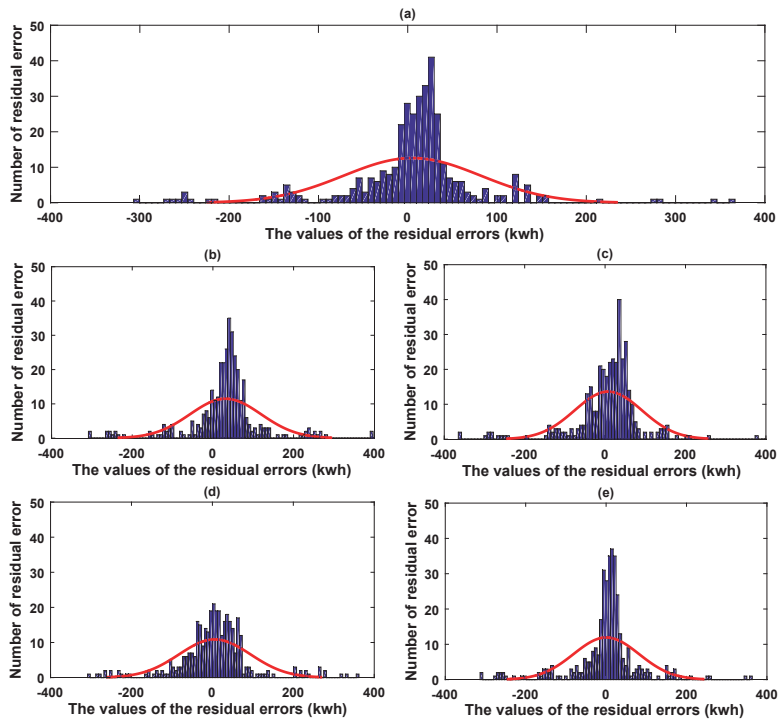 (a)
Number of residual error
50
40
30
20
10
0
-400 -300 -200 -100 0 100 200 300 400
The values of the residual errors (kwh)
(b)
Number of residual error
50
40
30
20
10
0
-400 -200 0 200 400
The values of the residual errors (kwh)
(c)
Number of residual error
50
40
30
20
10
0
-400 -200 0 200 400
The values of the residual errors (kwh)
(d)
Number of residual error
50
40
30
20
10
0
-400 -200 0 200 400
The values of the residual errors (kwh)
(e)
Number of residual error
50
40
30
20
10
0
-400 -200 0 200 400
The values of the residual errors (kwh)